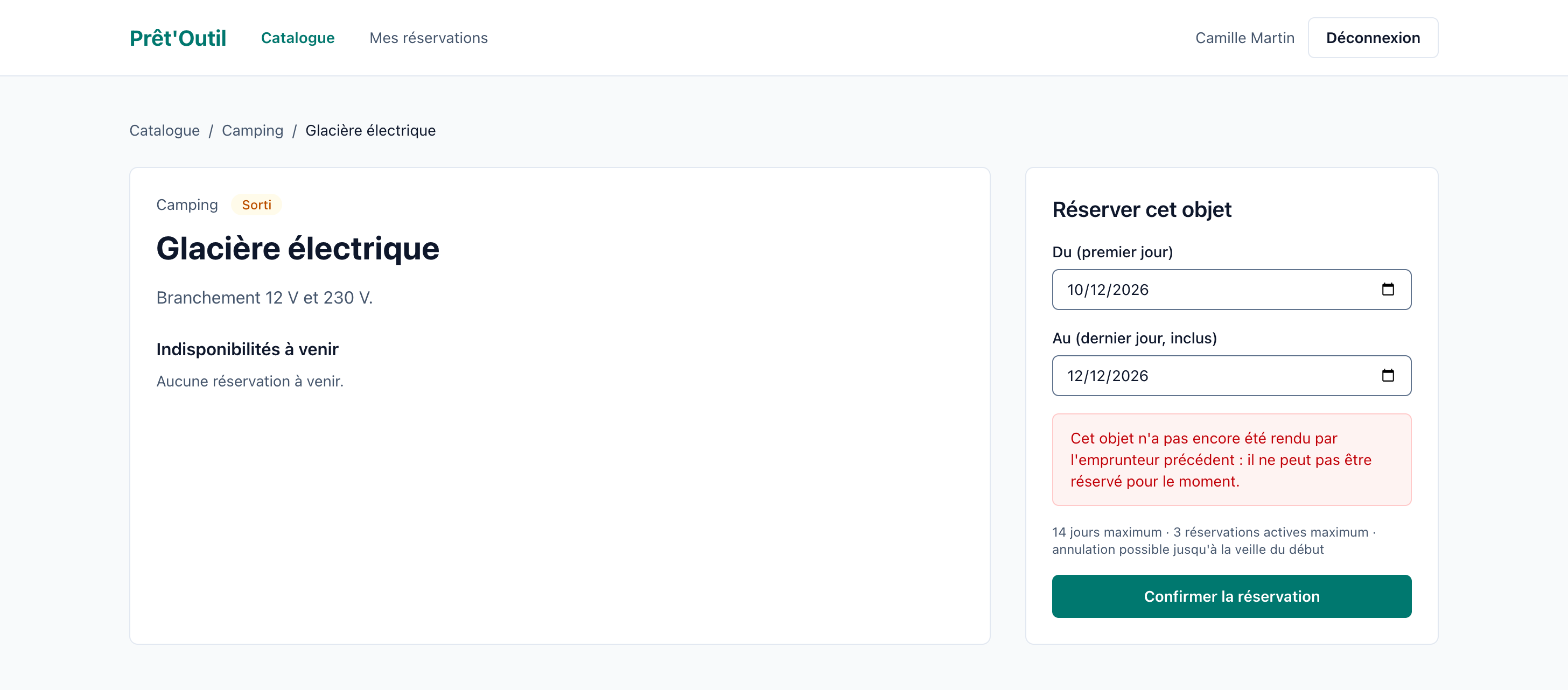 Prêt'Outil
Catalogue
Mes réservations
Camille Martin
Déconnexion
Catalogue / Camping / Glacière électrique
Camping
Sorti
Glacière électrique
Branchement 12 V et 230 V.
Indisponibilités à venir
Aucune réservation à venir.
Réserver cet objet
Du (premier jour)
10/12/2026
Au (dernier jour, inclus)
12/12/2026
Cet objet n'a pas encore été rendu par
l'emprunteur précédent : il ne peut pas être
réservé pour le moment.
14 jours maximum · 3 réservations actives maximum ·
annulation possible jusqu'à la veille du début
Confirmer la réservation